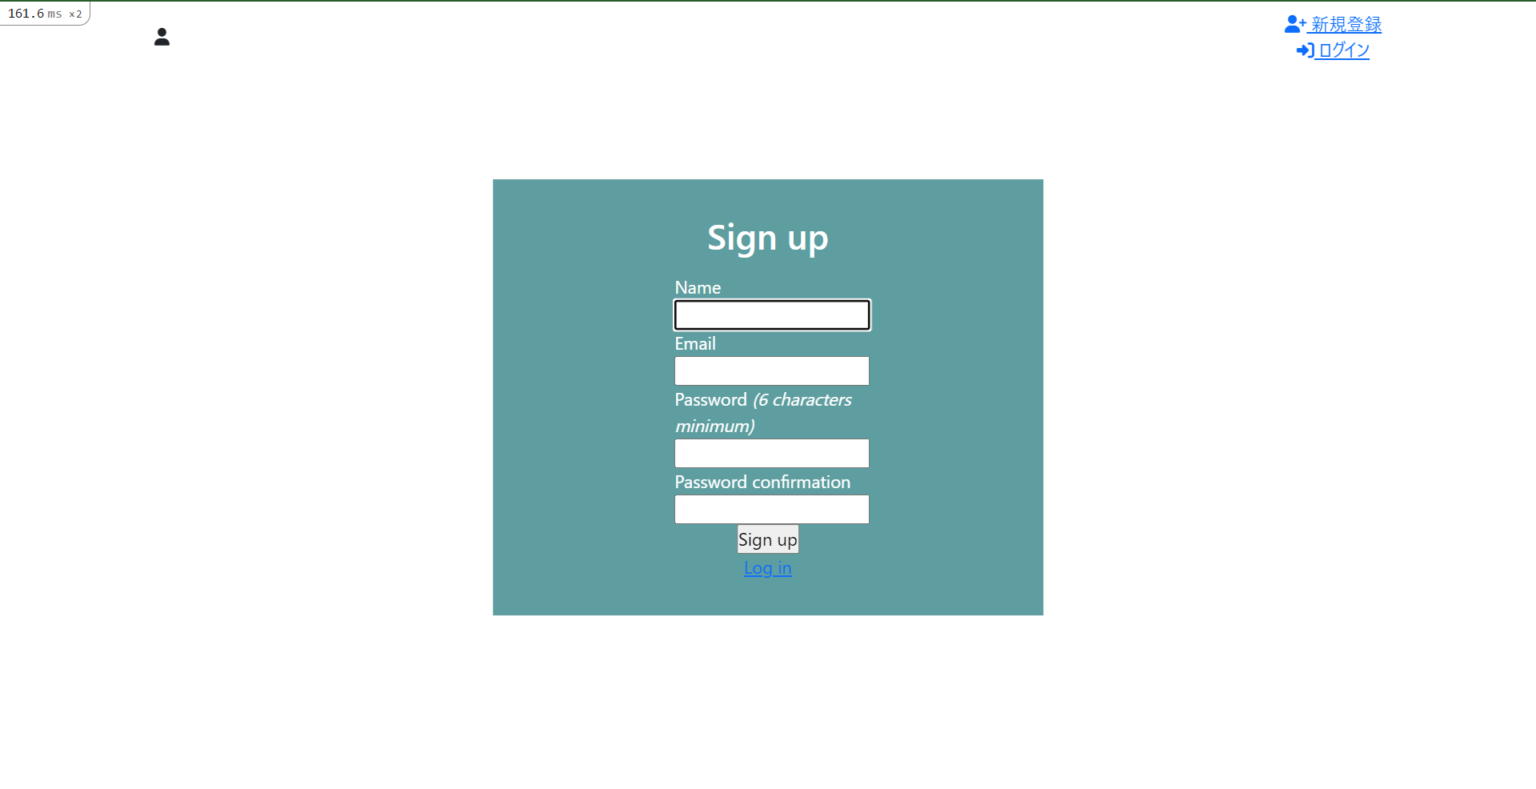 161.6 ms ×2
新規登録
ログイン
Sign up
Name
Email
Password (6 characters
minimum)
Password confirmation
Sign up
Log in